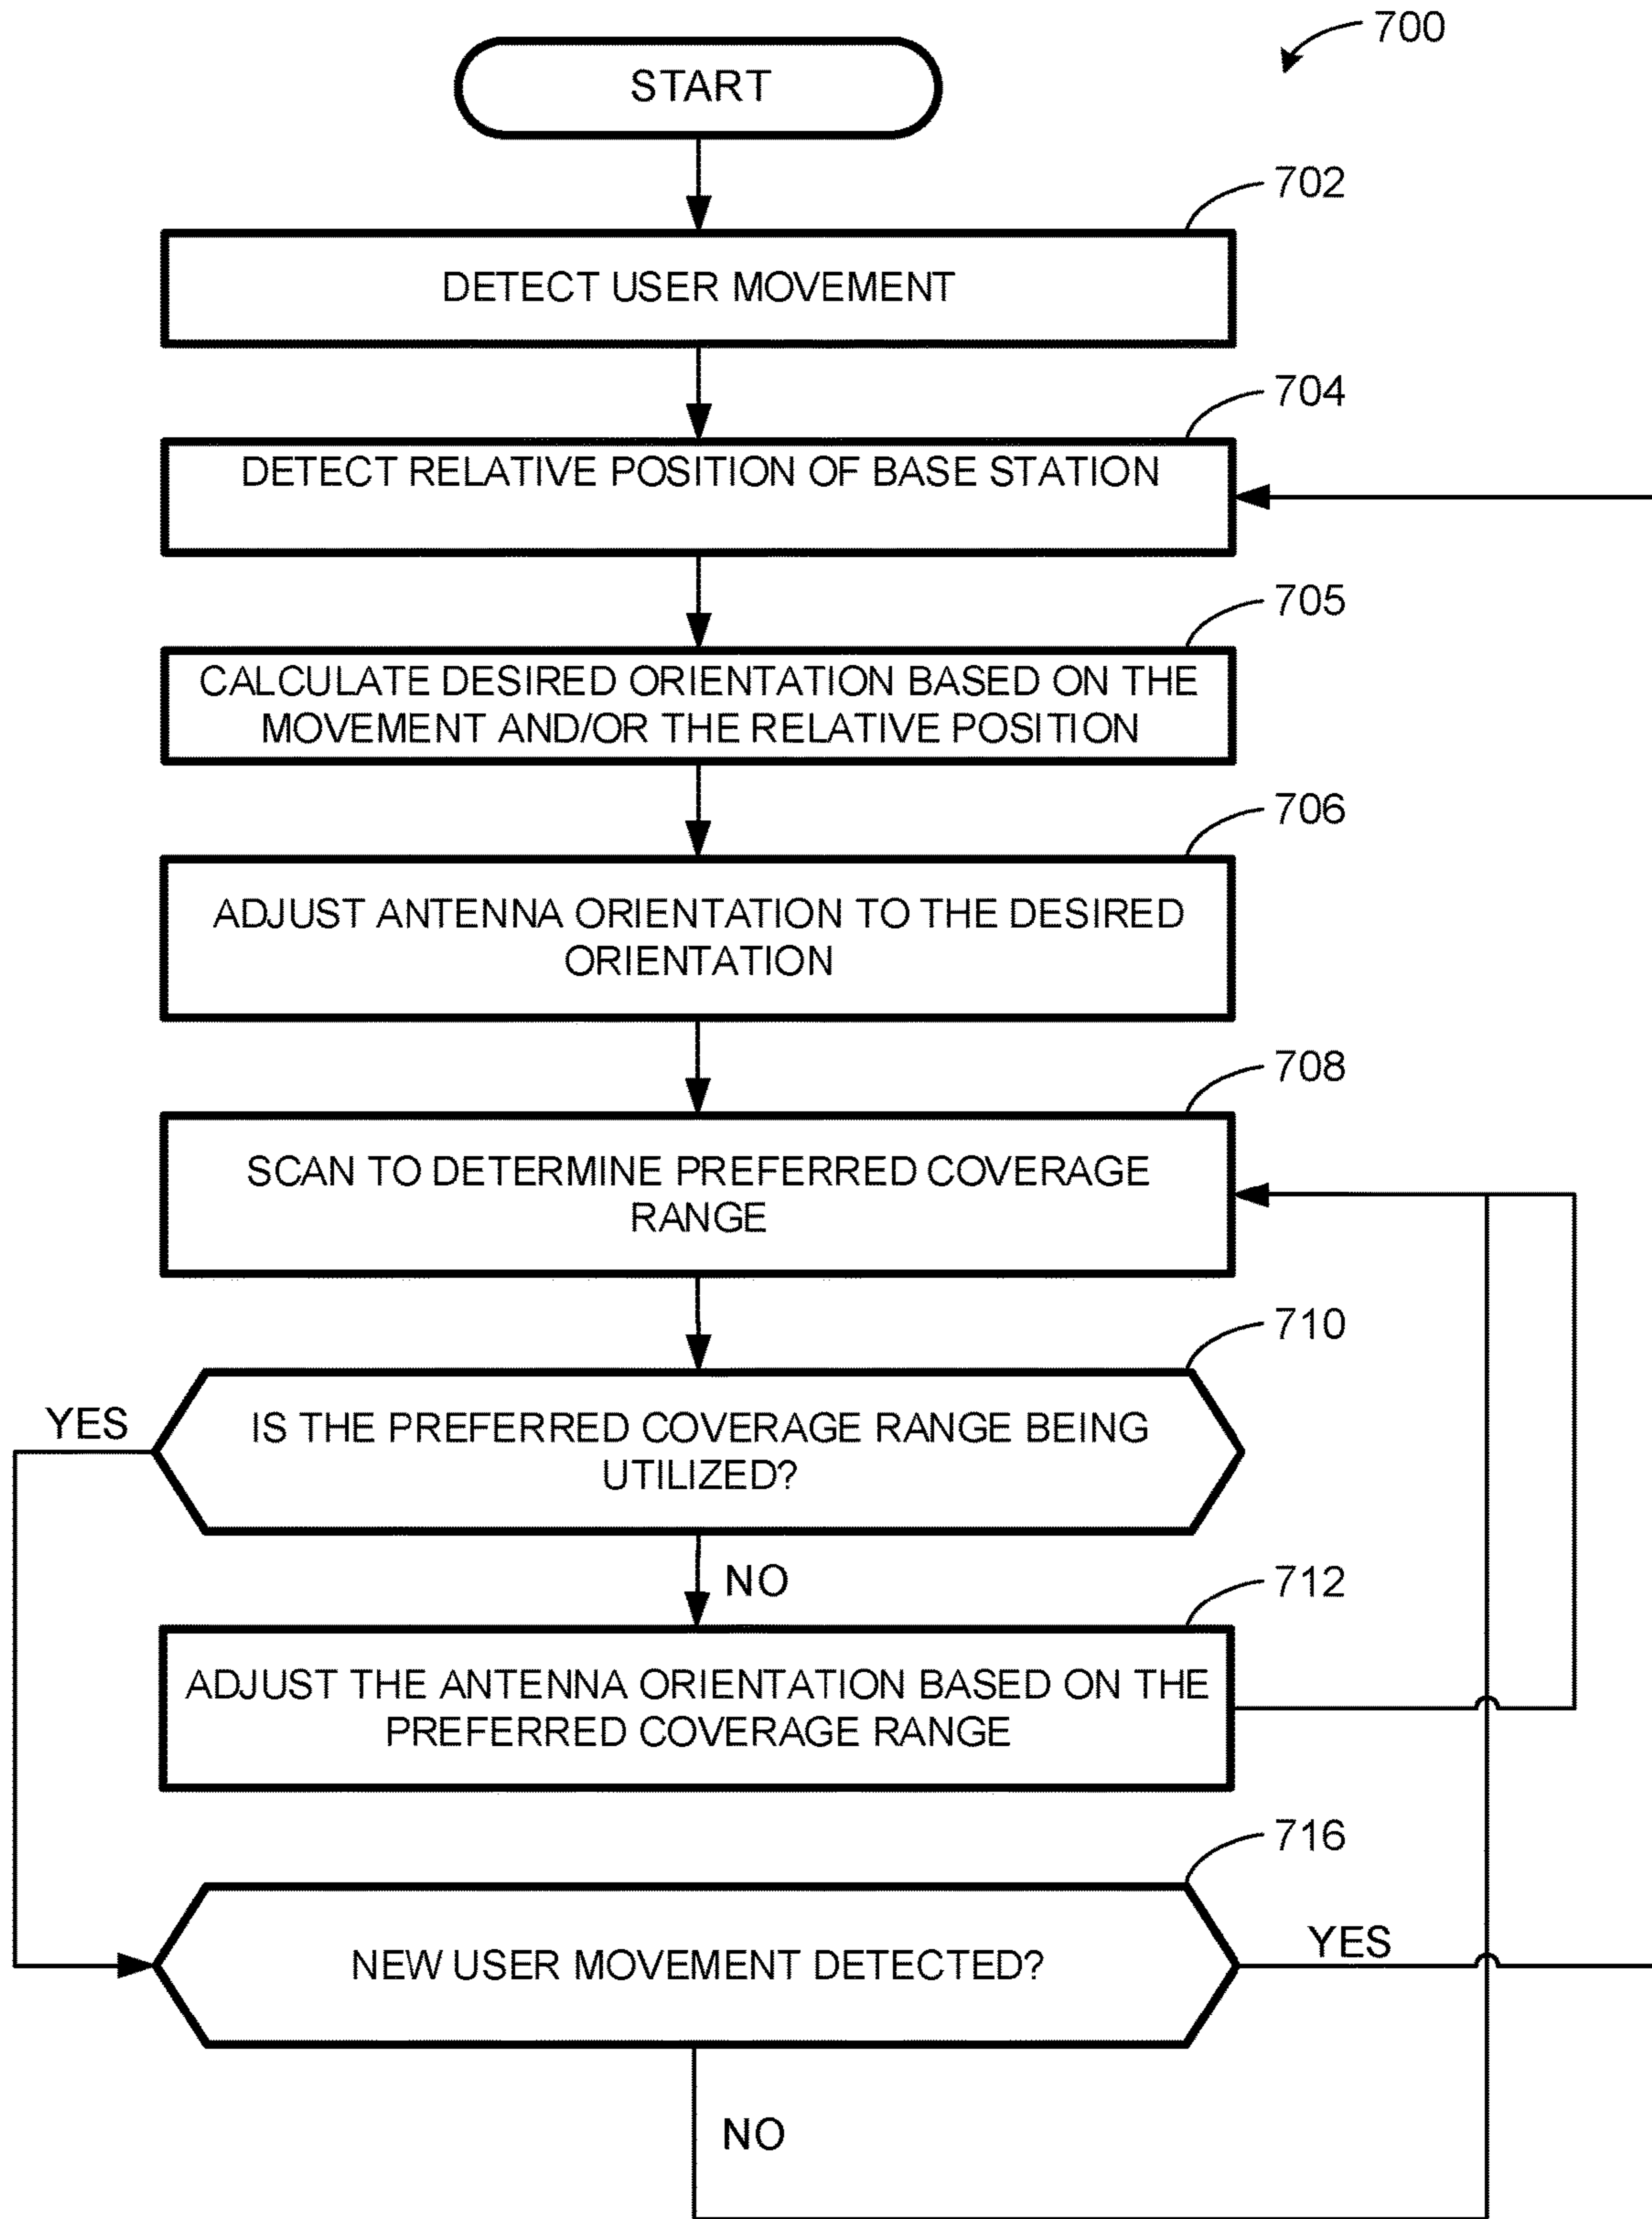 700
START
702
DETECT USER MOVEMENT
704
DETECT RELATIVE POSITION OF BASE STATION
705
CALCULATE DESIRED ORIENTATION BASED ON THE
MOVEMENT AND/OR THE RELATIVE POSITION
706
ADJUST ANTENNA ORIENTATION TO THE DESIRED
ORIENTATION
708
SCAN TO DETERMINE PREFERRED COVERAGE
RANGE
710
YES
IS THE PREFERRED COVERAGE RANGE BEING
UTILIZED?
NO
712
ADJUST THE ANTENNA ORIENTATION BASED ON THE
PREFERRED COVERAGE RANGE
716
YES
NEW USER MOVEMENT DETECTED?
NO